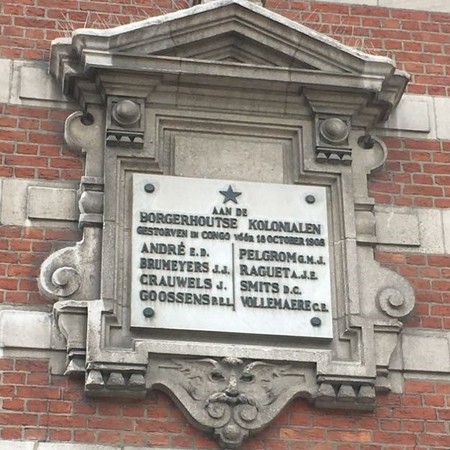 AAN DE
BORGERHOUTSE KOLONIALEN
GESTORVEN IN CONGO vóór 18 OCTOBER 1908
ANDRÉ E.D.
BRUMEYERS J.J.
CRAUWELS J.
GOOSSENS P.E.L.
PELGROM G.M.J.
RAGUET A.J.E.
SMITS D.C.
VOLLEMAERE C.E.